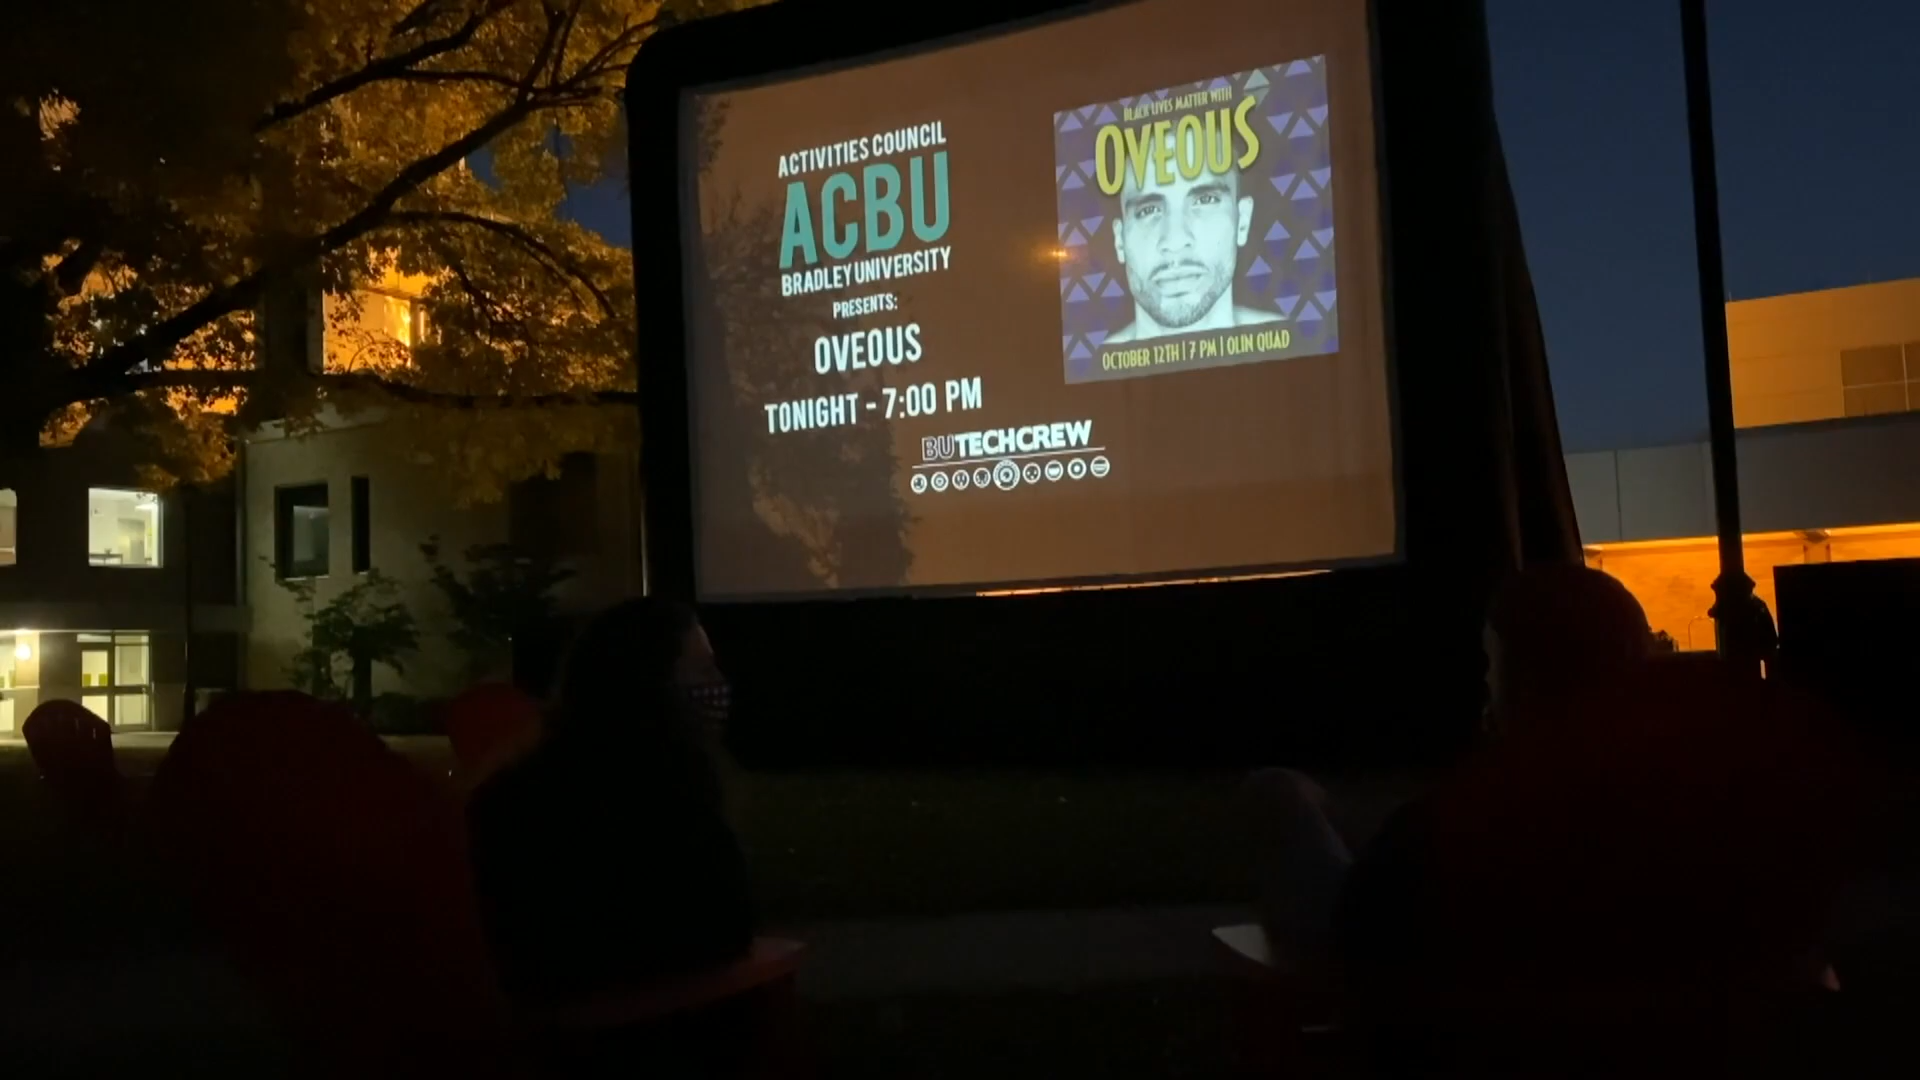 ACTIVITIES COUNCIL
ACBU
BRADLEY UNIVERSITY
PRESENTS:
OVEOUS
TONIGHT - 7:00 PM
BLACK LIVES MATTER WITH
OVEOUS
OCTOBER 12TH | 7 PM | OLIN QUAD
BUTECHCREW